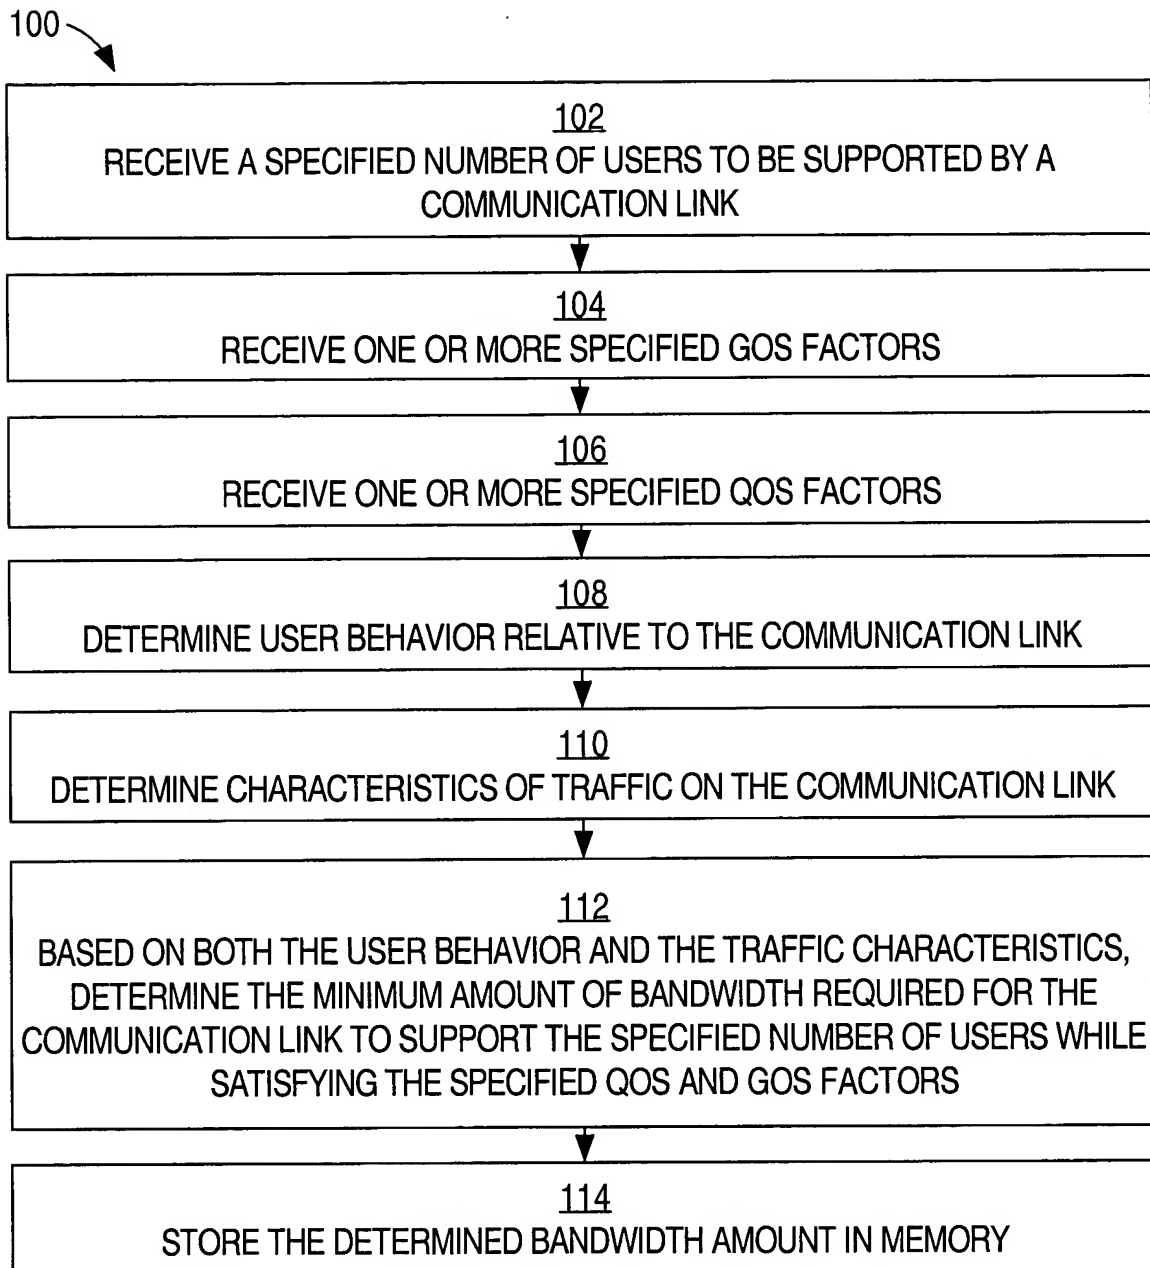 100
102
RECEIVE A SPECIFIED NUMBER OF USERS TO BE SUPPORTED BY A
COMMUNICATION LINK
104
RECEIVE ONE OR MORE SPECIFIED GOS FACTORS
106
RECEIVE ONE OR MORE SPECIFIED QOS FACTORS
108
DETERMINE USER BEHAVIOR RELATIVE TO THE COMMUNICATION LINK
110
DETERMINE CHARACTERISTICS OF TRAFFIC ON THE COMMUNICATION LINK
112
BASED ON BOTH THE USER BEHAVIOR AND THE TRAFFIC CHARACTERISTICS,
DETERMINE THE MINIMUM AMOUNT OF BANDWIDTH REQUIRED FOR THE
COMMUNICATION LINK TO SUPPORT THE SPECIFIED NUMBER OF USERS WHILE
SATISFYING THE SPECIFIED QOS AND GOS FACTORS
114
STORE THE DETERMINED BANDWIDTH AMOUNT IN MEMORY